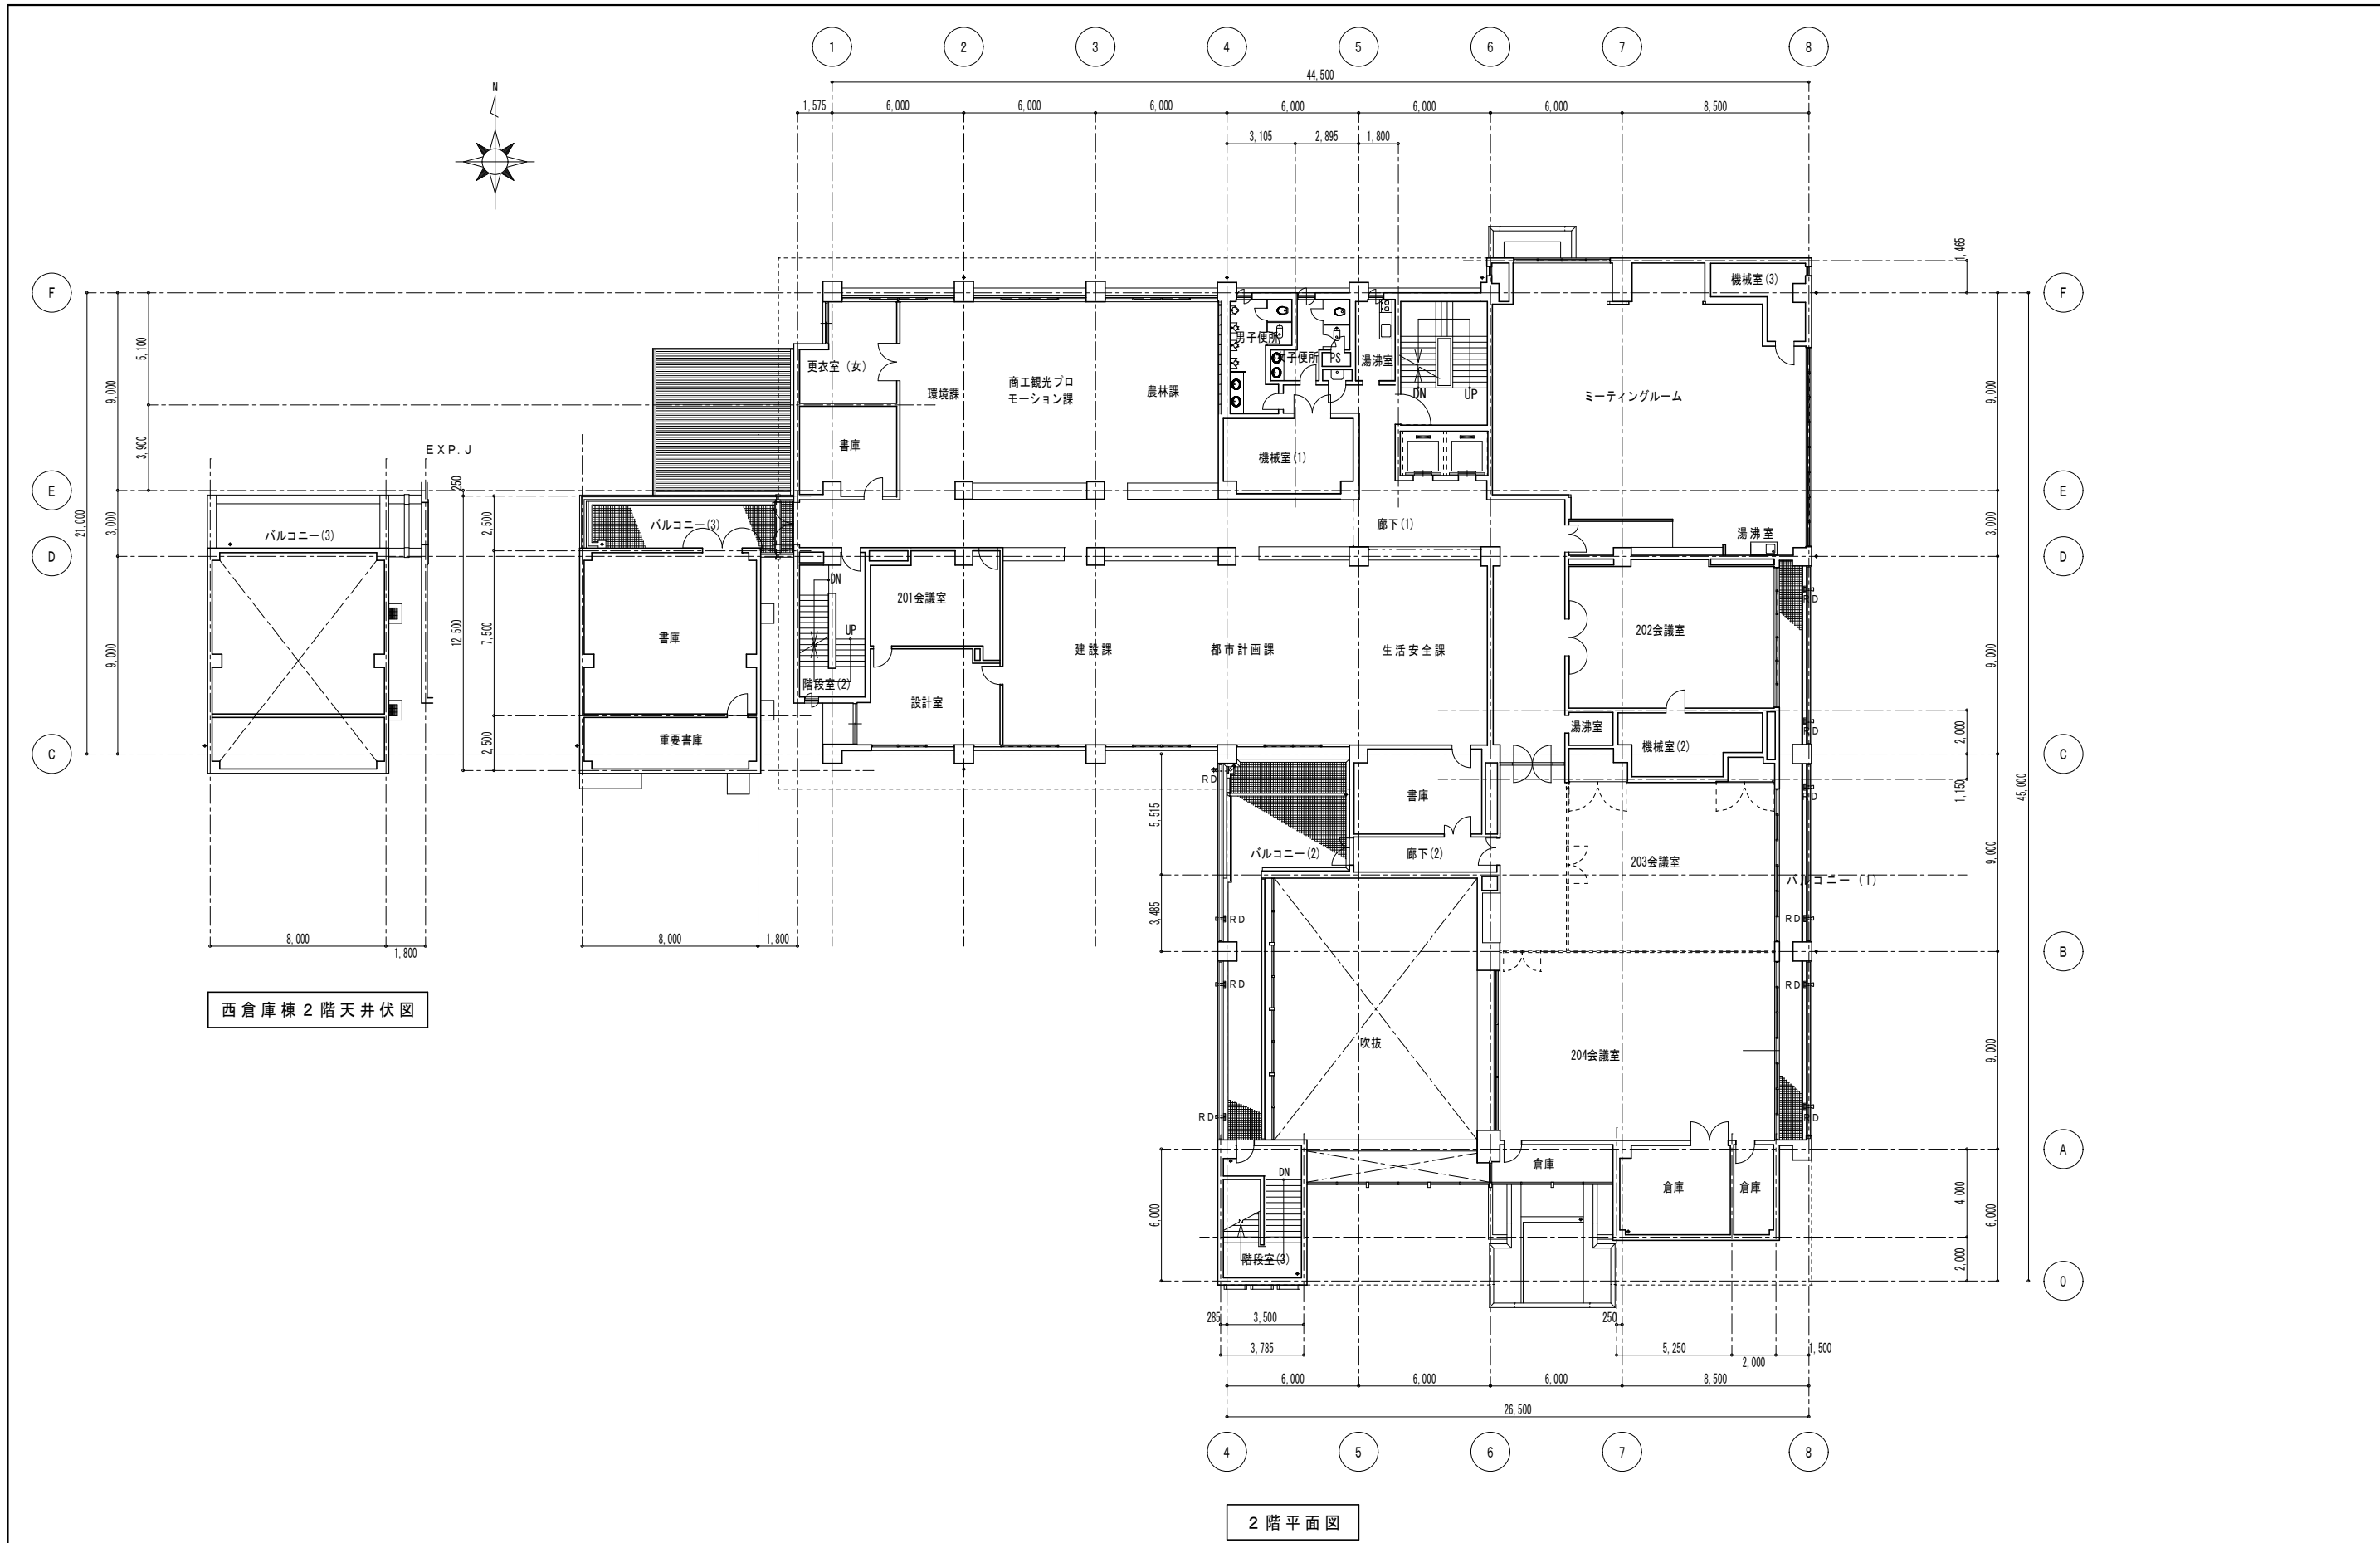 1 2 3 4 5 6 7 8
44,500
1,575 6,000 6,000 6,000 6,000 6,000 6,000 8,500
3,105 2,895 1,800
N
1,465
F
機械室(3)
F
5,100
9,000
更衣室（女）
環境課
商工観光プロ
モーション課
農林課
男子便所
女子便所
PS
湯沸室
DN
UP
ミーティングルーム
9,000
3,900
書庫
機械室(1)
EXP.J
E
250
E
21,000
3,000
バルコニー(3)
2,500
バルコニー(3)
廊下(1)
湯沸室
3,000
D
D
DN
201会議室
RD
12,500
7,500
9,000
書庫
UP
建設課
都市計画課
生活安全課
202会議室
9,000
階段室(2)
設計室
2,500
重要書庫
湯沸室
機械室(2)
RD
2,000
C
C
RD
書庫
RD
1,150
45,000
5,515
バルコニー(2)
廊下(2)
203会議室
9,000
バルコニー（1）
3,485
RD
RD
8,000
1,800
8,000
1,800
B
RD
RD
西倉庫棟２階天井伏図
吹抜
204会議室
9,000
RD
RD
A
DN
倉庫
倉庫
倉庫
6,000
4,000
6,000
階段室(3)
2,000
0
285 3,500
250
3,785
5,250
2,000
1,500
6,000 6,000 6,000 8,500
26,500
4 5 6 7 8
２階平面図